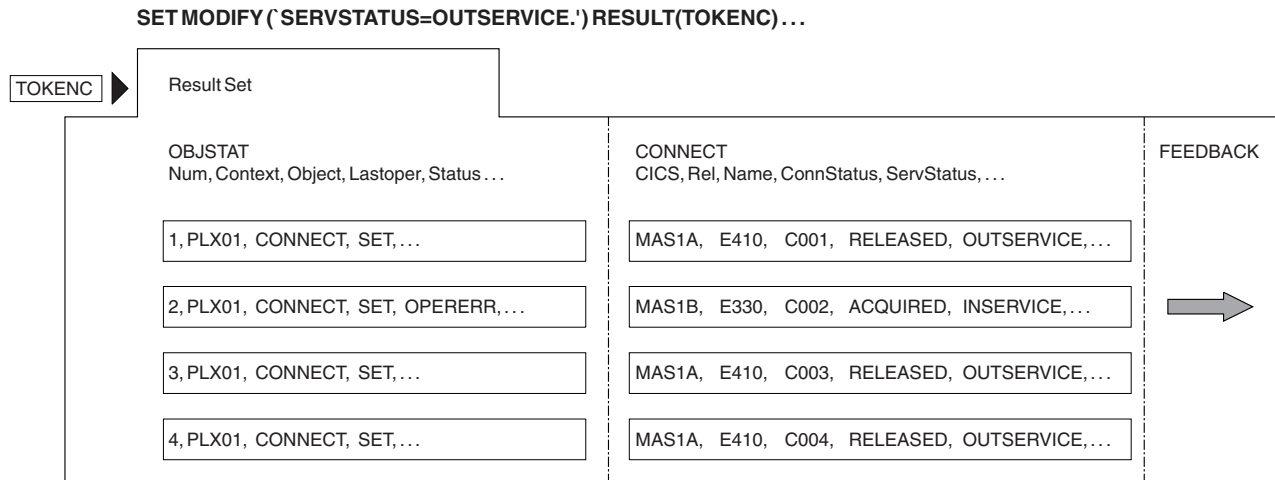 SET MODIFY (`SERVSTATUS=OUTSERVICE.') RESULT(TOKENC) . . .
TOKENC
Result Set
OBJSTAT
Num, Context, Object, Lastoper, Status . . .
CONNECT
CICS, Rel, Name, ConnStatus, ServStatus, . . .
FEEDBACK
1, PLX01, CONNECT, SET, . . .
MAS1A, E410, C001, RELEASED, OUTSERVICE, . . .
2, PLX01, CONNECT, SET, OPERERR, . . .
MAS1B, E330, C002, ACQUIRED, INSERVICE, . . .
3, PLX01, CONNECT, SET, . . .
MAS1A, E410, C003, RELEASED, OUTSERVICE, . . .
4, PLX01, CONNECT, SET, . . .
MAS1A, E410, C004, RELEASED, OUTSERVICE, . . .